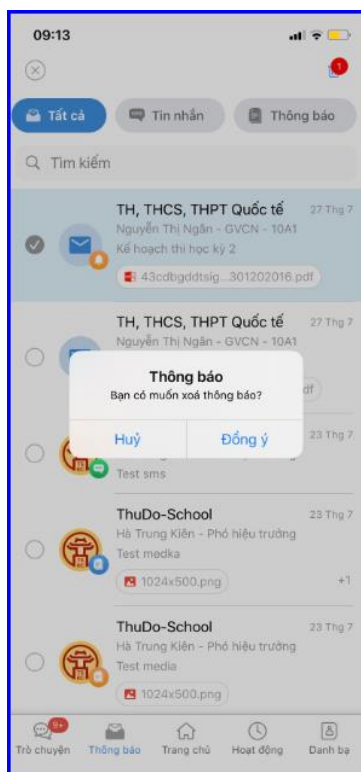 09:13
1
Tất cả
Tin nhắn
Thông báo
Tìm kiếm
TH, THCS, THPT Quốc tế 27 Thg 7
Nguyễn Thị Ngân - GVCN - 10A1
Kế hoạch thi học kỳ 2
43cdbgddtsig...301202016.pdf
TH, THCS, THPT Quốc tế 27 Thg 7
Nguyễn Thị Ngân - GVCN - 10A1
df
Thông báo
Bạn có muốn xoá thông báo?
Huỷ
Đồng ý
23 Thg 7
Test sms
ThuDo-School 23 Thg 7
Hà Trung Kiên - Phó hiệu trưởng
Test medka
1024x500.png +1
ThuDo-School 23 Thg 7
Hà Trung Kiên - Phó hiệu trưởng
Test media
1024x500.png
9+
Trò chuyện
Thông báo
Trang chủ
Hoạt động
Danh bạ